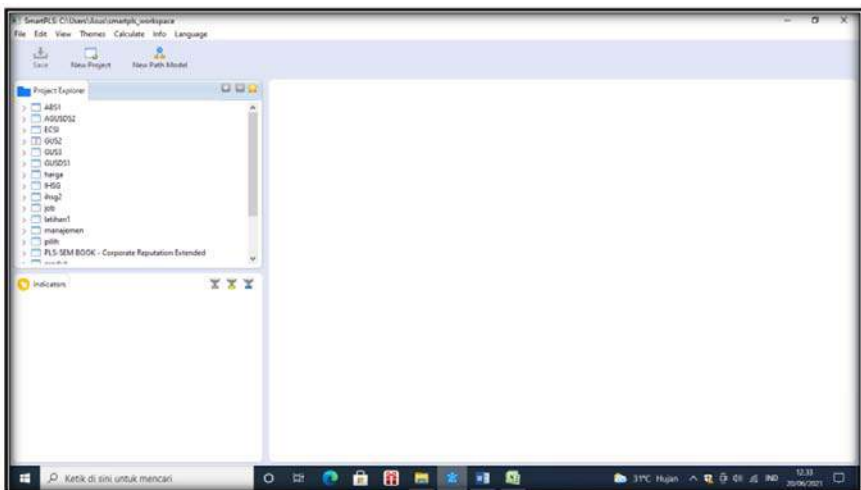 SmartPLS: C:\Users\Asus\smartpls_workspace
File Edit View Themes Calculate Info Language
Save New Project New Path Model
Project Explorer
ABS1
AGUSDS2
ECSI
GUS2
GUS3
GUSDS1
harga
IHSG
ihsg2
job
latihan1
manajemen
pilih
PLS-SEM BOOK - Corporate Reputation Extended
Indicators
Ketik di sini untuk mencari
31°C Hujan
IND
12.33
20/06/2021